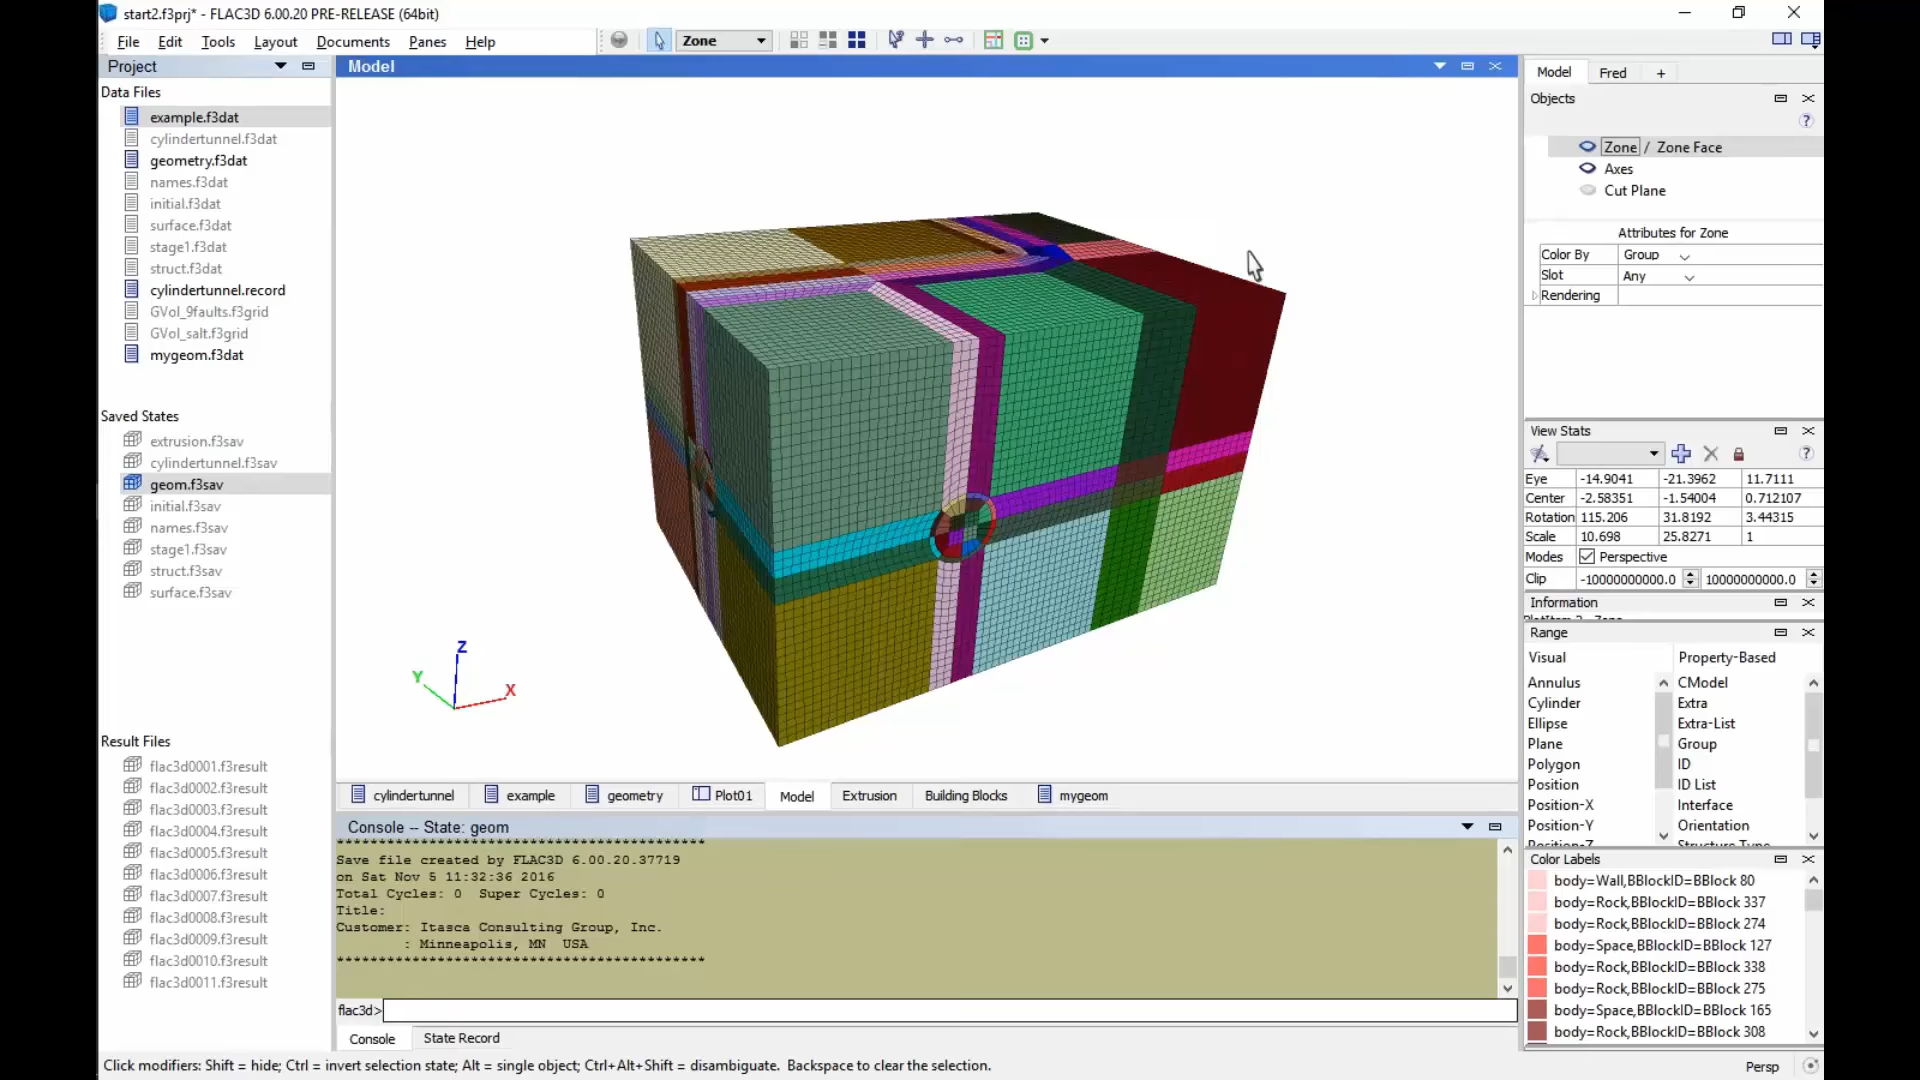 start2.f3prj* - FLAC3D 6.00.20 PRE-RELEASE (64bit)
File Edit Tools Layout Documents Panes Help
Zone
Project
Data Files
example.f3dat
cylindertunnel.f3dat
geometry.f3dat
names.f3dat
initial.f3dat
surface.f3dat
stage1.f3dat
struct.f3dat
cylindertunnel.record
GVol_9faults.f3grid
GVol_salt.f3grid
mygeom.f3dat
Saved States
extrusion.f3sav
cylindertunnel.f3sav
geom.f3sav
initial.f3sav
names.f3sav
stage1.f3sav
struct.f3sav
surface.f3sav
Result Files
flac3d0001.f3result
flac3d0002.f3result
flac3d0003.f3result
flac3d0004.f3result
flac3d0005.f3result
flac3d0006.f3result
flac3d0007.f3result
flac3d0008.f3result
flac3d0009.f3result
flac3d0010.f3result
flac3d0011.f3result
Model
Z
Y
X
cylindertunnel example geometry Plot01 Model Extrusion Building Blocks mygeom
Console -- State: geom
*******************************************
Save file created by FLAC3D 6.00.20.37719
on Sat Nov 5 11:32:36 2016
Total Cycles: 0 Super Cycles: 0
Title:
Customer: Itasca Consulting Group, Inc.
: Minneapolis, MN USA
*******************************************
flac3d>
Console State Record
Click modifiers: Shift = hide; Ctrl = invert selection state; Alt = single object; Ctrl+Alt+Shift = disambiguate. Backspace to clear the selection.
Persp
Model Fred +
Objects
?
Zone / Zone Face
Axes
Cut Plane
Attributes for Zone
Color By Group
Slot Any
Rendering
View Stats
?
Eye -14.9041 -21.3962 11.7111
Center -2.58351 -1.54004 0.712107
Rotation 115.206 31.8192 3.44315
Scale 10.698 25.8271 1
Modes Perspective
Clip -10000000000.0 10000000000.0
Information
Range
Visual Property-Based
Annulus CModel
Cylinder Extra
Ellipse Extra-List
Plane Group
Polygon ID
Position ID List
Position-X Interface
Position-Y Orientation
Position-Z Structure Type
Color Labels
body=Wall,BBlockID=BBlock 80
body=Rock,BBlockID=BBlock 337
body=Rock,BBlockID=BBlock 274
body=Space,BBlockID=BBlock 127
body=Rock,BBlockID=BBlock 338
body=Rock,BBlockID=BBlock 275
body=Space,BBlockID=BBlock 165
body=Rock,BBlockID=BBlock 308